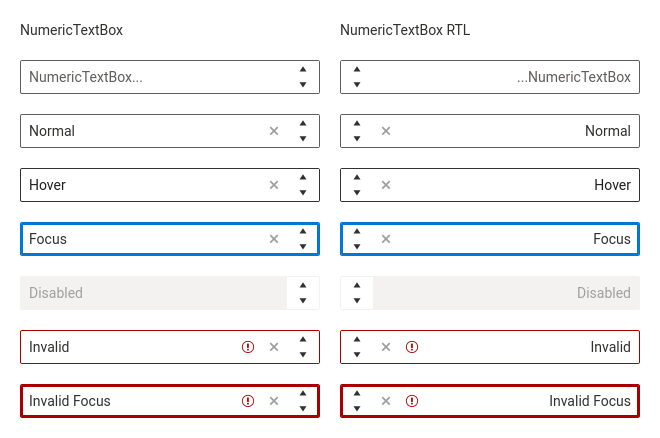 NumericTextBox
NumericTextBox RTL
NumericTextBox...
...NumericTextBox
Normal
Normal
Hover
Hover
Focus
Focus
Disabled
Disabled
Invalid
Invalid
Invalid Focus
Invalid Focus